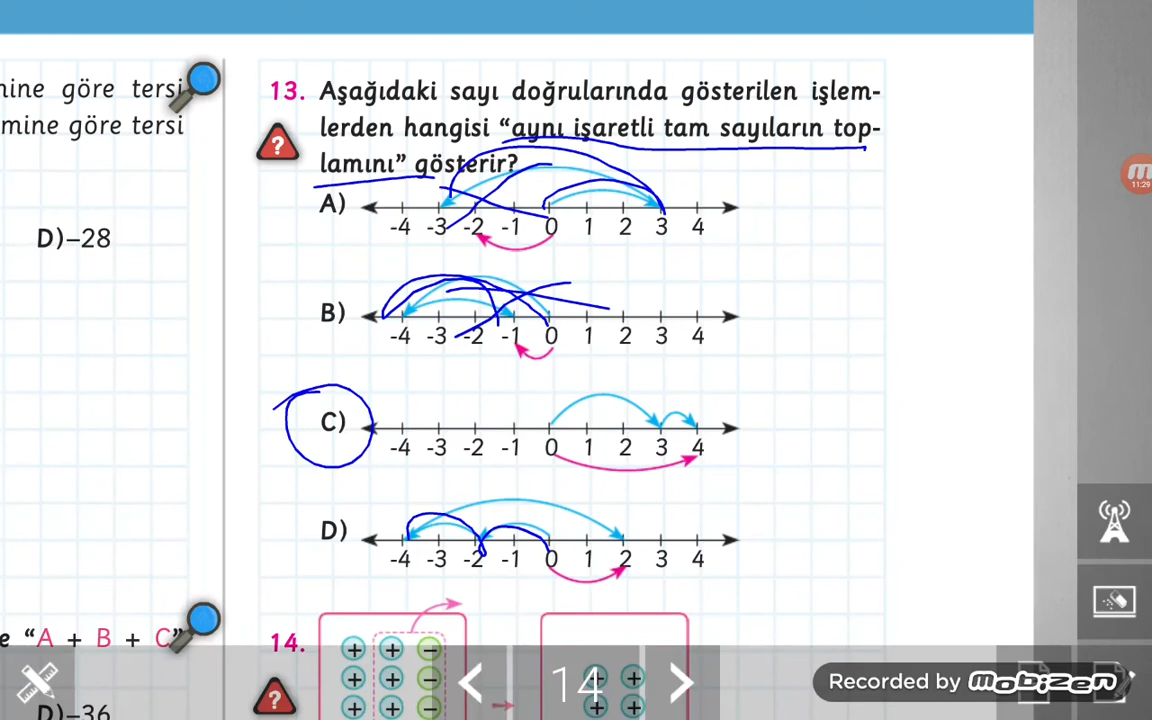 nine göre tersi
mine göre tersi
D)–28
e “A + B + C”
D)–36
13. Aşağıdaki sayı doğrularında gösterilen işlem-
lerden hangisi “aynı işaretli tam sayıların top-
lamını” gösterir?
A)
-4 -3 -2 -1 0 1 2 3 4
B)
-4 -3 -2 -1 0 1 2 3 4
C)
-4 -3 -2 -1 0 1 2 3 4
D)
-4 -3 -2 -1 0 1 2 3 4
14.
14
11:29
Recorded by mobizen